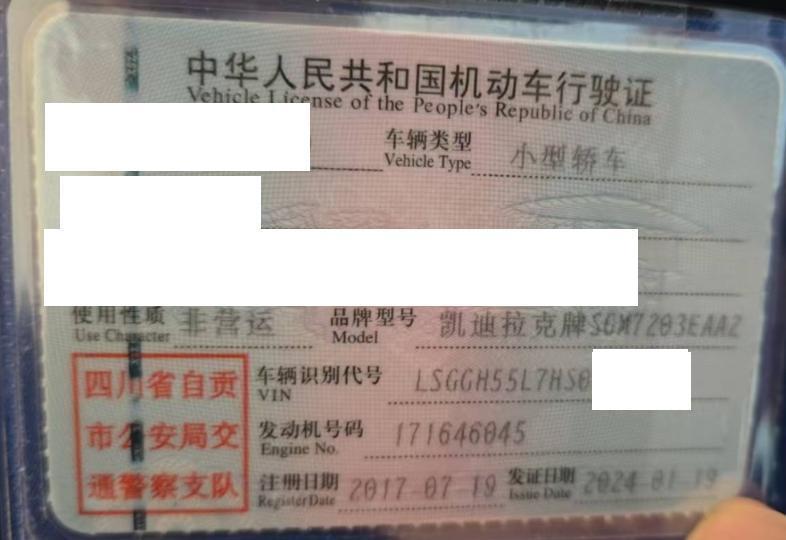 中华人民共和国机动车行驶证
Vehicle License of the People's Republic of China
车辆类型 小型轿车
Vehicle Type
使用性质 非营运 品牌型号 凯迪拉克牌SGM7203EAA2
Use Character Model
四川省自贡
市公安局交
通警察支队
车辆识别代号 LSGGH55L7HS0
VIN
发动机号码 171646045
Engine No.
注册日期 2017-07-19 发证日期 2024-01-19
Register Date Issue Date